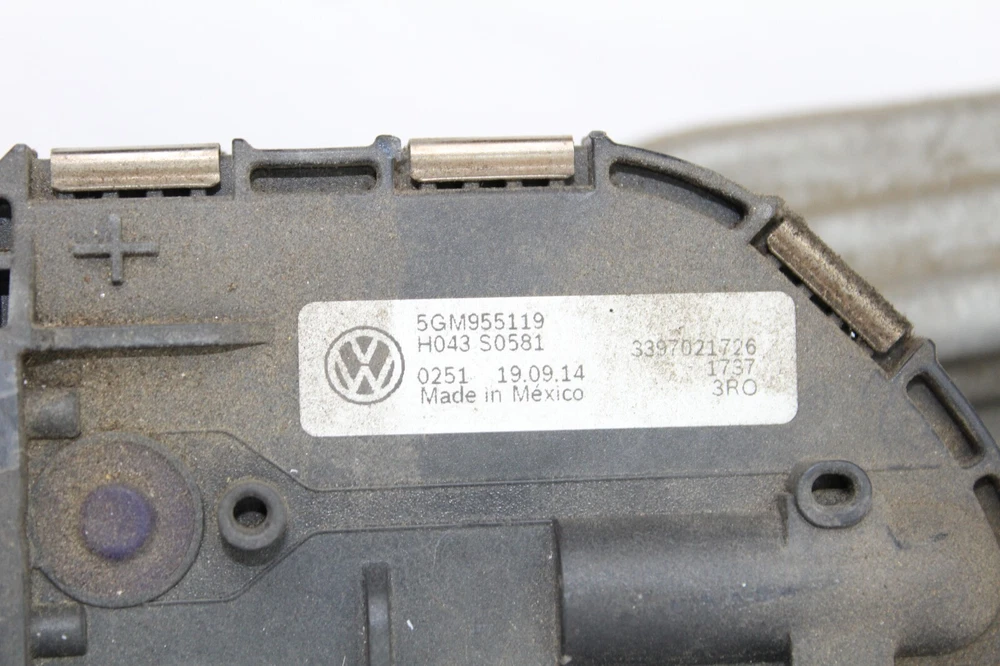 5GM955119
H043 S0581
0251 19.09.14
Made in México
3397021726
1737
3RO